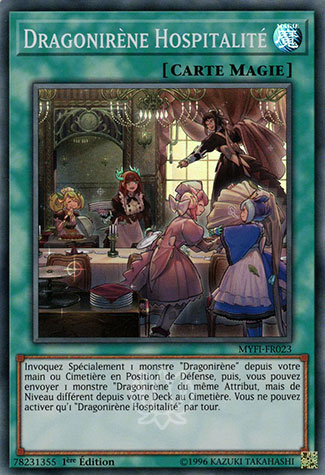 DRAGONIRÈNE HOSPITALITÉ
[CARTE MAGIE]
MYFI-FR023
Invoquez Spécialement 1 monstre "Dragonirène" depuis votre
main ou Cimetière en Position de Défense, puis, vous pouvez
envoyer 1 monstre "Dragonirène" du même Attribut, mais de
Niveau différent depuis votre Deck au Cimetière. Vous ne pouvez
activer qu'1 "Dragonirène Hospitalité" par tour.
78231355 1ère Édition ©1996 KAZUKI TAKAHASHI